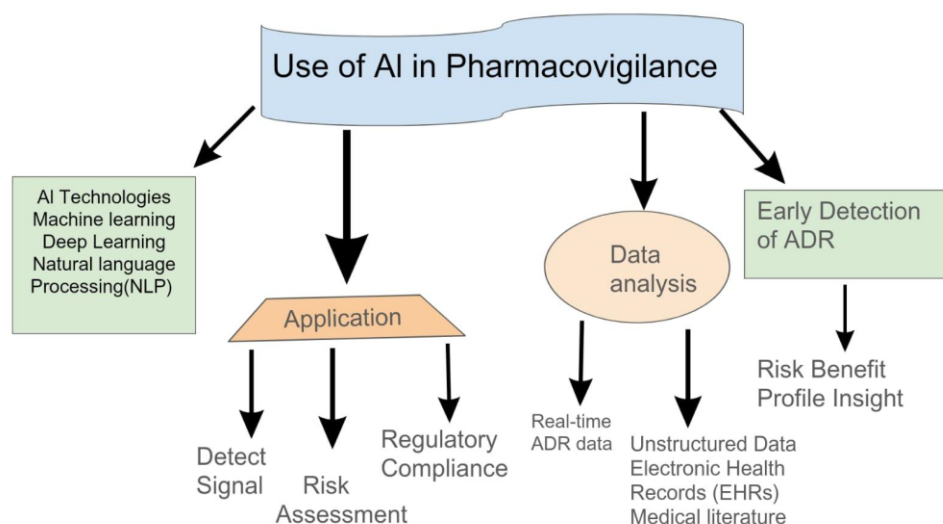 Use of AI in Pharmacovigilance
AI Technologies
Machine learning
Deep Learning
Natural language
Processing(NLP)
Application
Data
analysis
Early Detection
of ADR
Detect
Signal
Risk
Assessment
Regulatory
Compliance
Real-time
ADR data
Unstructured Data
Electronic Health
Records (EHRs)
Medical literature
Risk Benefit
Profile Insight